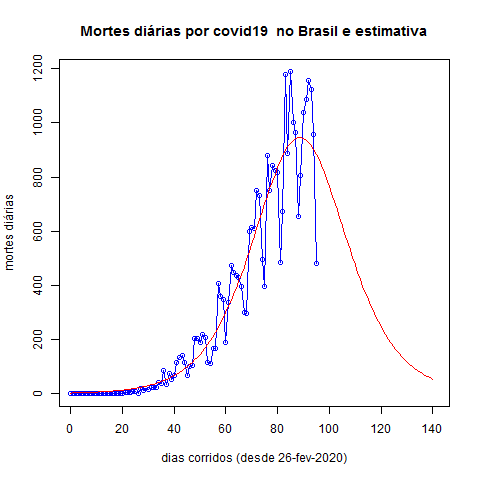 Mortes diárias por covid19 no Brasil e estimativa
mortes diárias
1200
1000
800
600
400
200
0
0 20 40 60 80 100 120 140
dias corridos (desde 26-fev-2020)